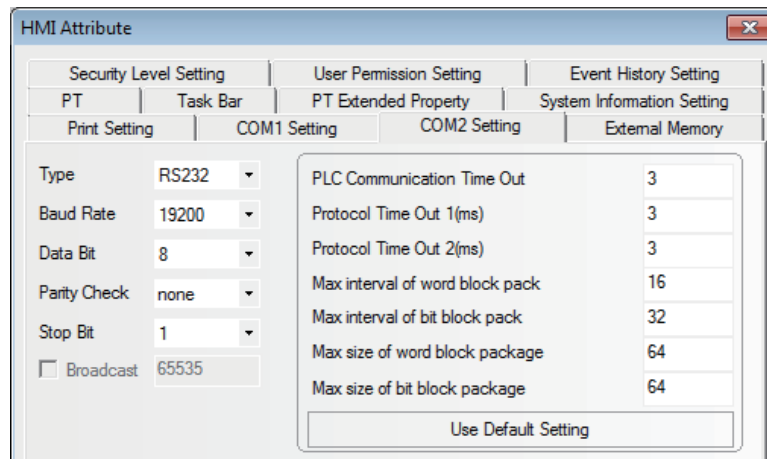 HMI Attribute
Security Level Setting User Permission Setting Event History Setting
PT Task Bar PT Extended Property System Information Setting
Print Setting COM1 Setting COM2 Setting External Memory
Type RS232
Baud Rate 19200
Data Bit 8
Parity Check none
Stop Bit 1
Broadcast 65535
PLC Communication Time Out 3
Protocol Time Out 1(ms) 3
Protocol Time Out 2(ms) 3
Max interval of word block pack 16
Max interval of bit block pack 32
Max size of word block package 64
Max size of bit block package 64
Use Default Setting